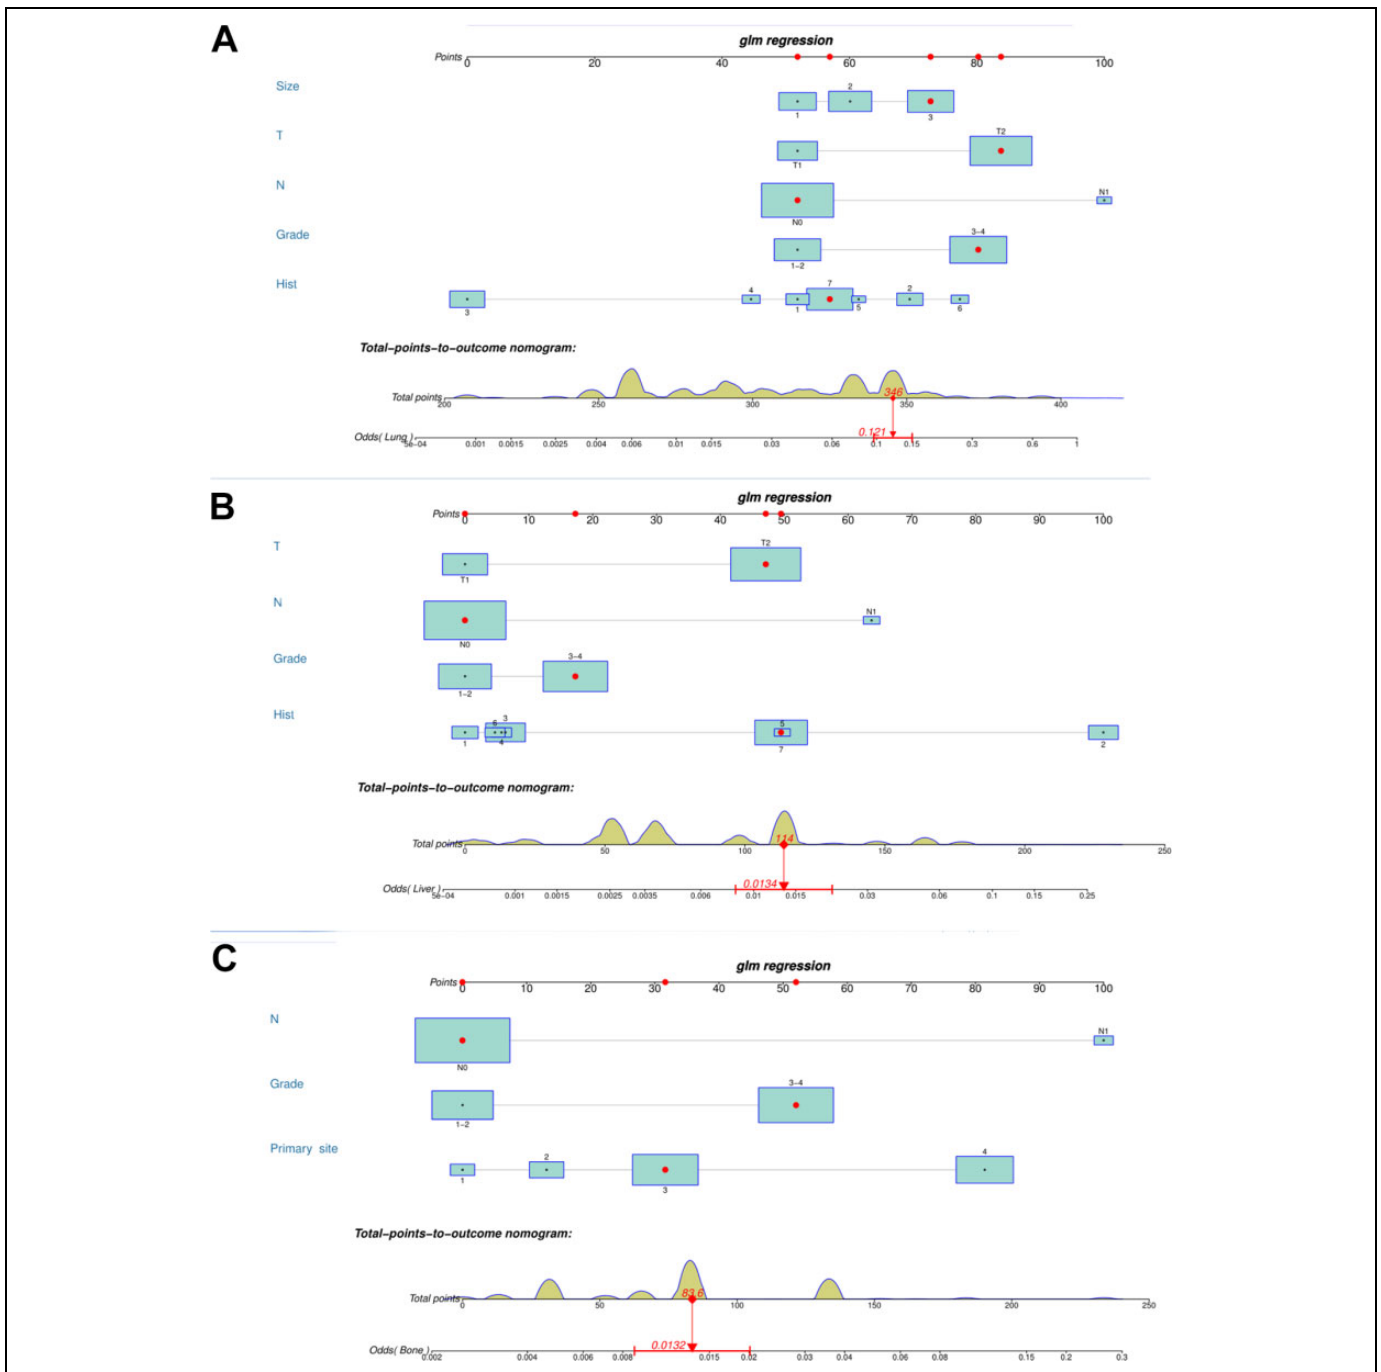 A
glm regression
Points
0 20 40 60 80 100
Size
1 2 3
T
T1 T2
N
N0 N1
Grade
1-2 3-4
Hist
3 4 1 7 5 2 6
Total-points-to-outcome nomogram:
346
Total points
200 250 300 350 400
0.121
Odds( Lung )
5e-04 0.001 0.0015 0.0025 0.004 0.006 0.01 0.015 0.03 0.06 0.1 0.15 0.3 0.6 1
B
glm regression
Points
0 10 20 30 40 50 60 70 80 90 100
T
T1 T2
N
N0 N1
Grade
1-2 3-4
Hist
1 6 4 3 5 7 2
Total-points-to-outcome nomogram:
114
Total points
0 50 100 150 200 250
0.0134
Odds( Liver )
5e-04 0.001 0.0015 0.0025 0.0035 0.006 0.01 0.015 0.03 0.06 0.1 0.15 0.25
C
glm regression
Points
0 10 20 30 40 50 60 70 80 90 100
N
N0 N1
Grade
1-2 3-4
Primary site
1 2 3 4
Total-points-to-outcome nomogram:
83.6
Total points
0 50 100 150 200 250
0.0132
Odds( Bone )
0.002 0.004 0.006 0.008 0.015 0.02 0.03 0.04 0.06 0.08 0.15 0.2 0.3